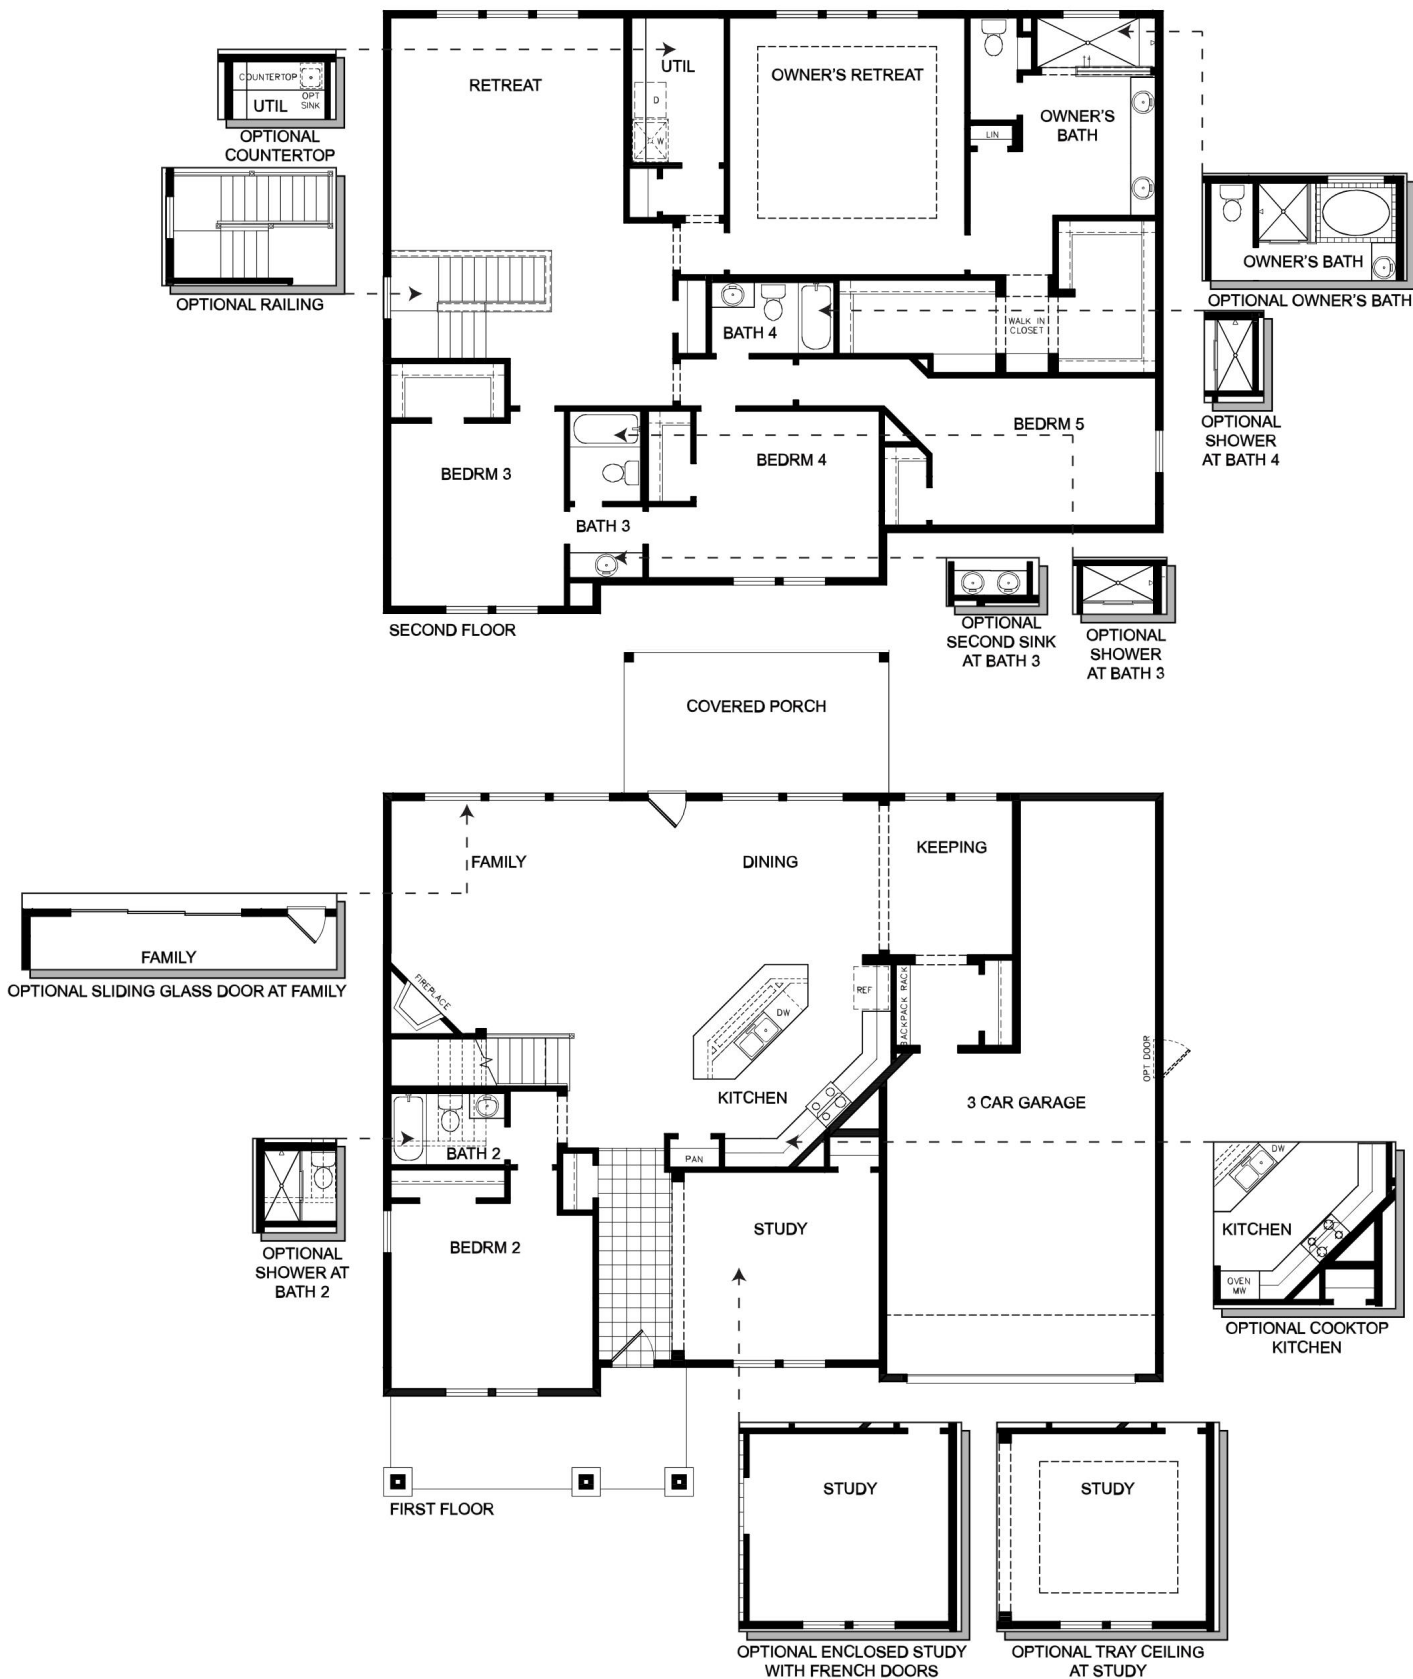 RETREAT
UTIL
D
W
OWNER'S RETREAT
OWNER'S
BATH
LIN
COUNTERTOP
UTIL
OPT
SINK
OPTIONAL
COUNTERTOP
OPTIONAL RAILING
OWNER'S BATH
OPTIONAL OWNER'S BATH
BATH 4
WALK IN
CLOSET
OPTIONAL
SHOWER
AT BATH 4
BEDRM 3
BATH 3
BEDRM 4
BEDRM 5
OPTIONAL
SECOND SINK
AT BATH 3
OPTIONAL
SHOWER
AT BATH 3
SECOND FLOOR
COVERED PORCH
FAMILY
DINING
KEEPING
FAMILY
OPTIONAL SLIDING GLASS DOOR AT FAMILY
FIREPLACE
REF
BACKPACK RACK
DW
OPT DOOR
KITCHEN
3 CAR GARAGE
BATH 2
PAN
OPTIONAL
SHOWER AT
BATH 2
BEDRM 2
STUDY
DW
KITCHEN
OVEN
MW
OPTIONAL COOKTOP
KITCHEN
FIRST FLOOR
STUDY
OPTIONAL ENCLOSED STUDY
WITH FRENCH DOORS
STUDY
OPTIONAL TRAY CEILING
AT STUDY